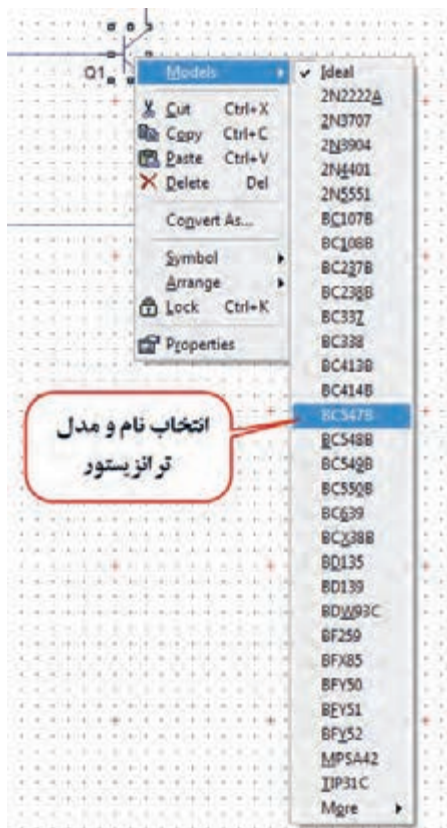 Q1
Models
Cut Ctrl+X
Copy Ctrl+C
Paste Ctrl+V
Delete Del
Convert As...
Symbol
Arrange
Lock Ctrl+K
Properties
Ideal
2N2222A
2N3707
2N3904
2N4401
2N5551
BC107B
BC108B
BC237B
BC238B
BC337
BC338
BC413B
BC414B
BC547B
BC548B
BC549B
BC550B
BC639
BCX38B
BD135
BD139
BDW93C
BF259
BFX85
BFY50
BFY51
BFY52
MPSA42
TIP31C
More
انتخاب نام و مدل
ترانزیستور